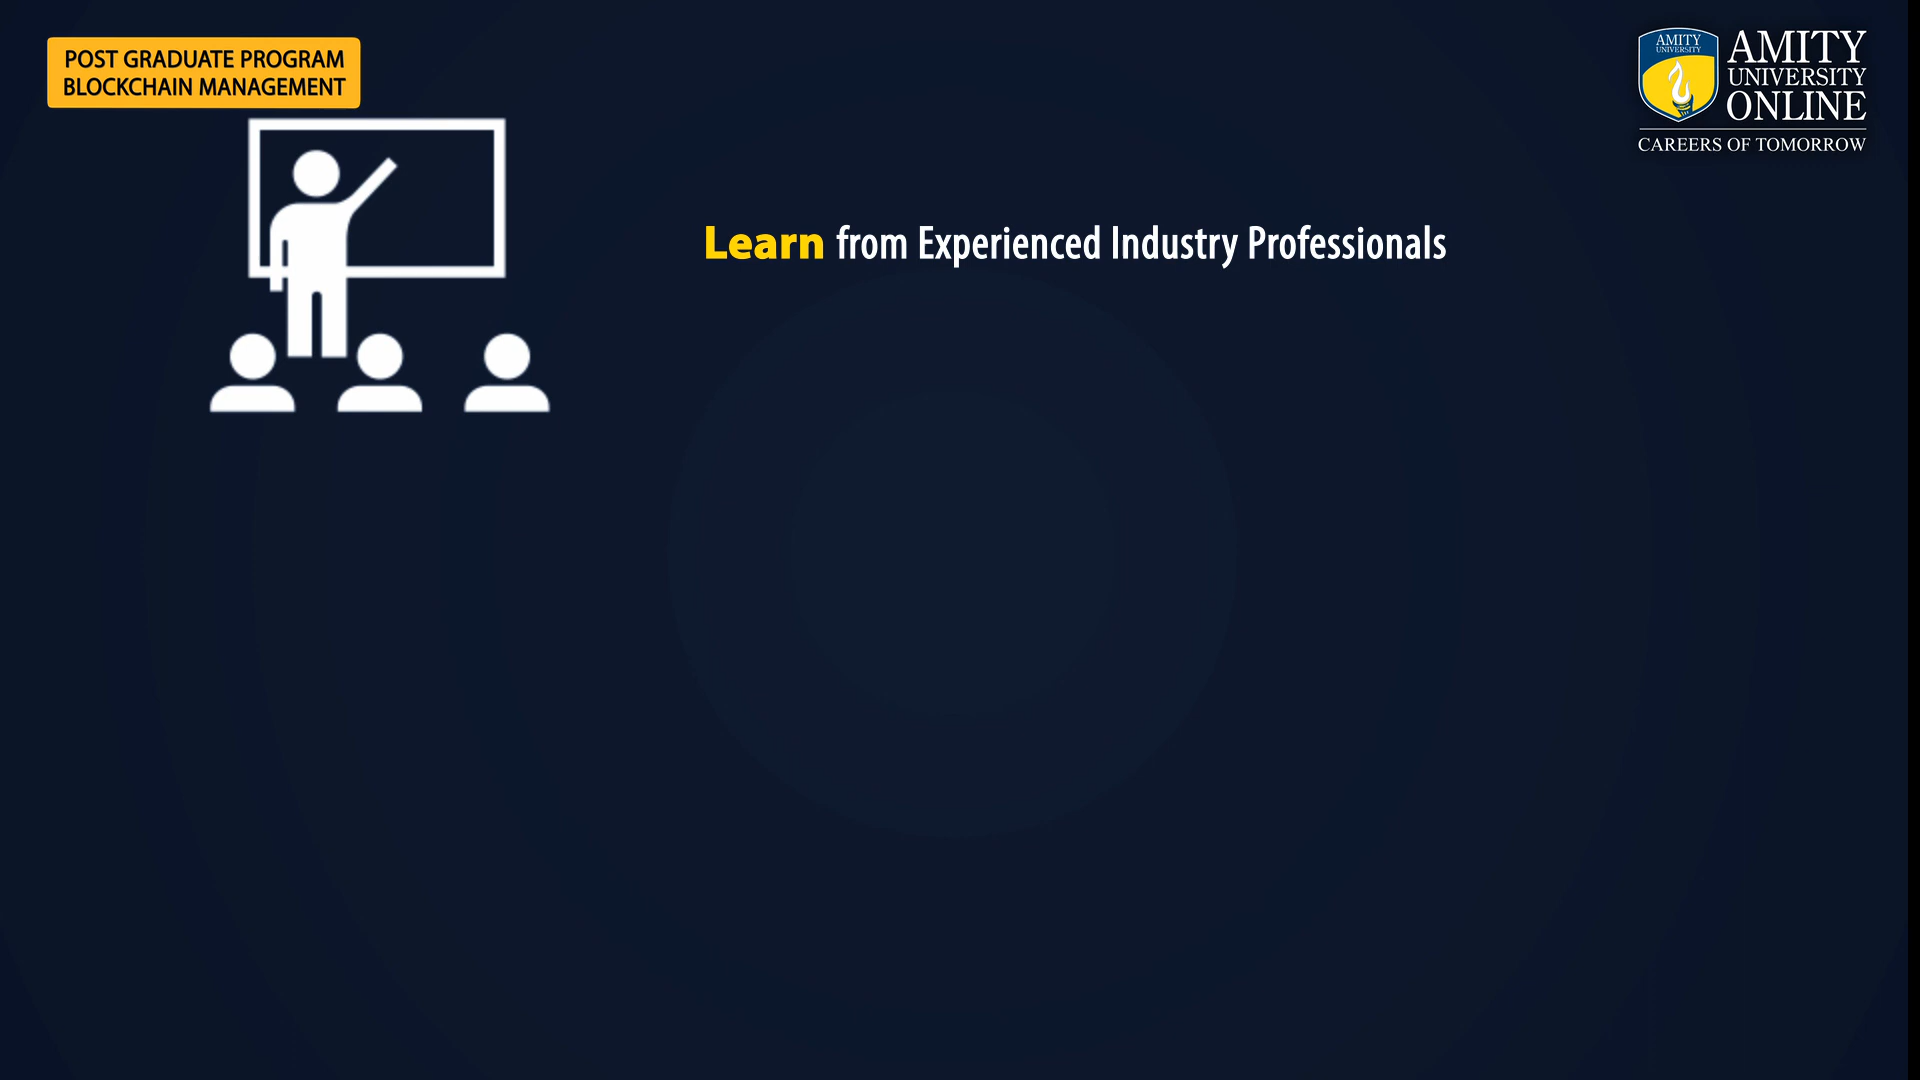 POST GRADUATE PROGRAM
BLOCKCHAIN MANAGEMENT
AMITY
UNIVERSITY
AMITY
UNIVERSITY
ONLINE
CAREERS OF TOMORROW
Learn from Experienced Industry Professionals